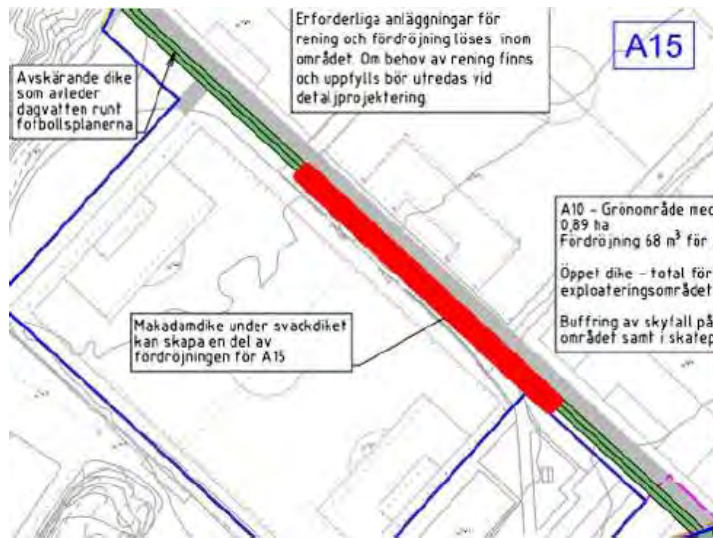 Erforderliga anläggningar för
rening och fördröjning löses inom
området. Om behov av rening finns
och uppfylls bör utredas vid
detaljprojektering
A15
Avskärande dike
som avleder
dagvatten runt
fotbollsplanerna
A10 - Grönområde med
0,89 ha
Fördröjning 68 m³ för
Öppet dike - total för
exploateringsområdet
Buffring av skyfall på
området samt i skatep
Makadamdike under svackdiket
kan skapa en del av
fördröjningen för A15